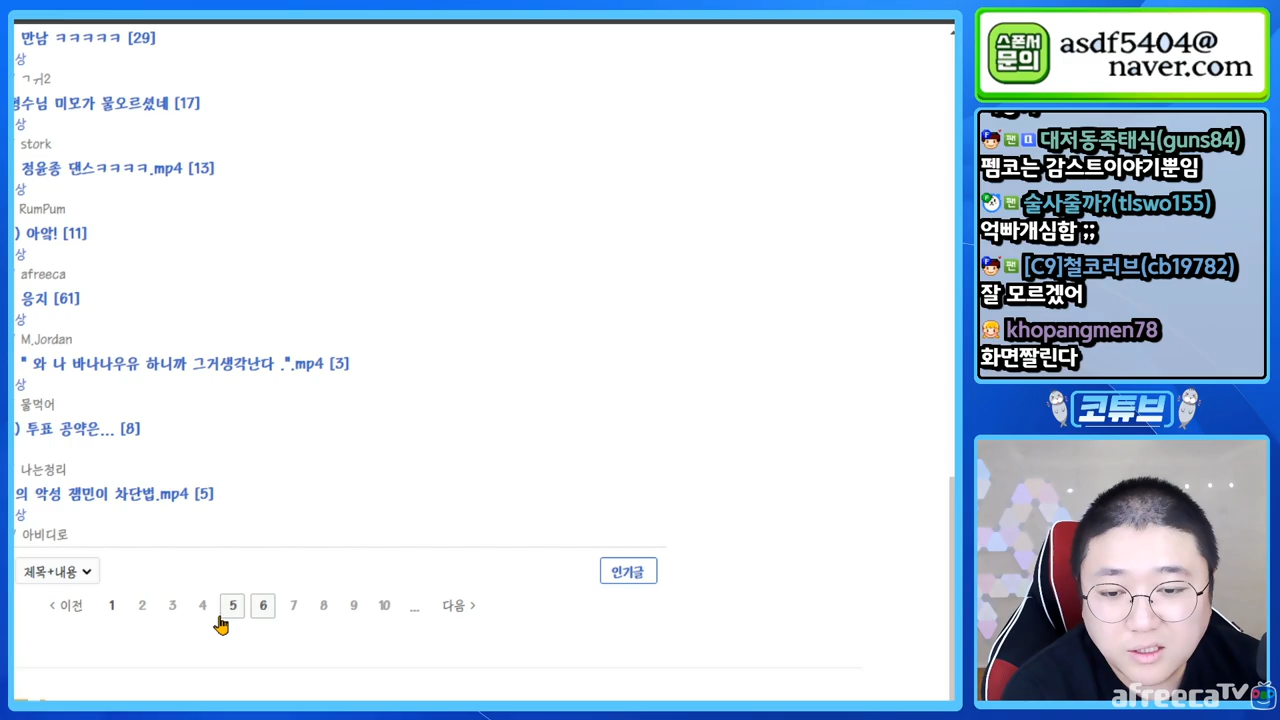 만남 ㅋㅋㅋㅋㅋ [29]
상
ㄱㅓ2
형수님 미모가 물오르셨네 [17]
상
stork
정윤종 댄스ㅋㅋㅋㅋ.mp4 [13]
상
RumPum
) 아앜! [11]
상
afreeca
응지 [61]
상
M.Jordan
" 와 나 바나나우유 하니까 그거생각난다 .".mp4 [3]
상
물먹어
) 투표 공약은... [8]
나는정리
의 악성 잼민이 차단법.mp4 [5]
상
아비디로
제목+내용
인기글
< 이전 1 2 3 4 5 6 7 8 9 10 ... 다음 >
스폰서
문의
asdf5404@
naver.com
팬 대저동족태식(guns84)
펨코는 감스트이야기뿐임
팬 술사줄까?(tlswo155)
억빠개심함 ;;
팬 [C9]철코러브(cb19782)
잘 모르겠어
khopangmen78
화면짤린다
코튜브
afreecaTV